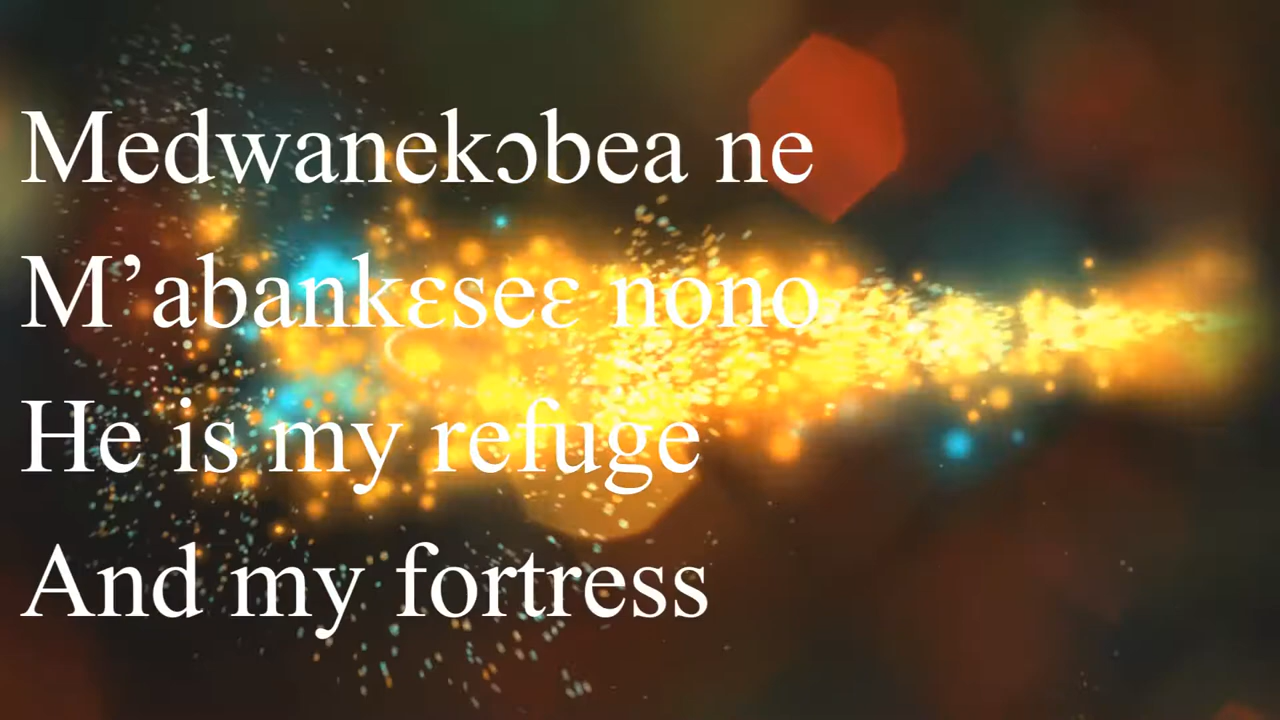 Medwanekɔbea ne
M’abankɛseɛ nono
He is my refuge
And my fortress